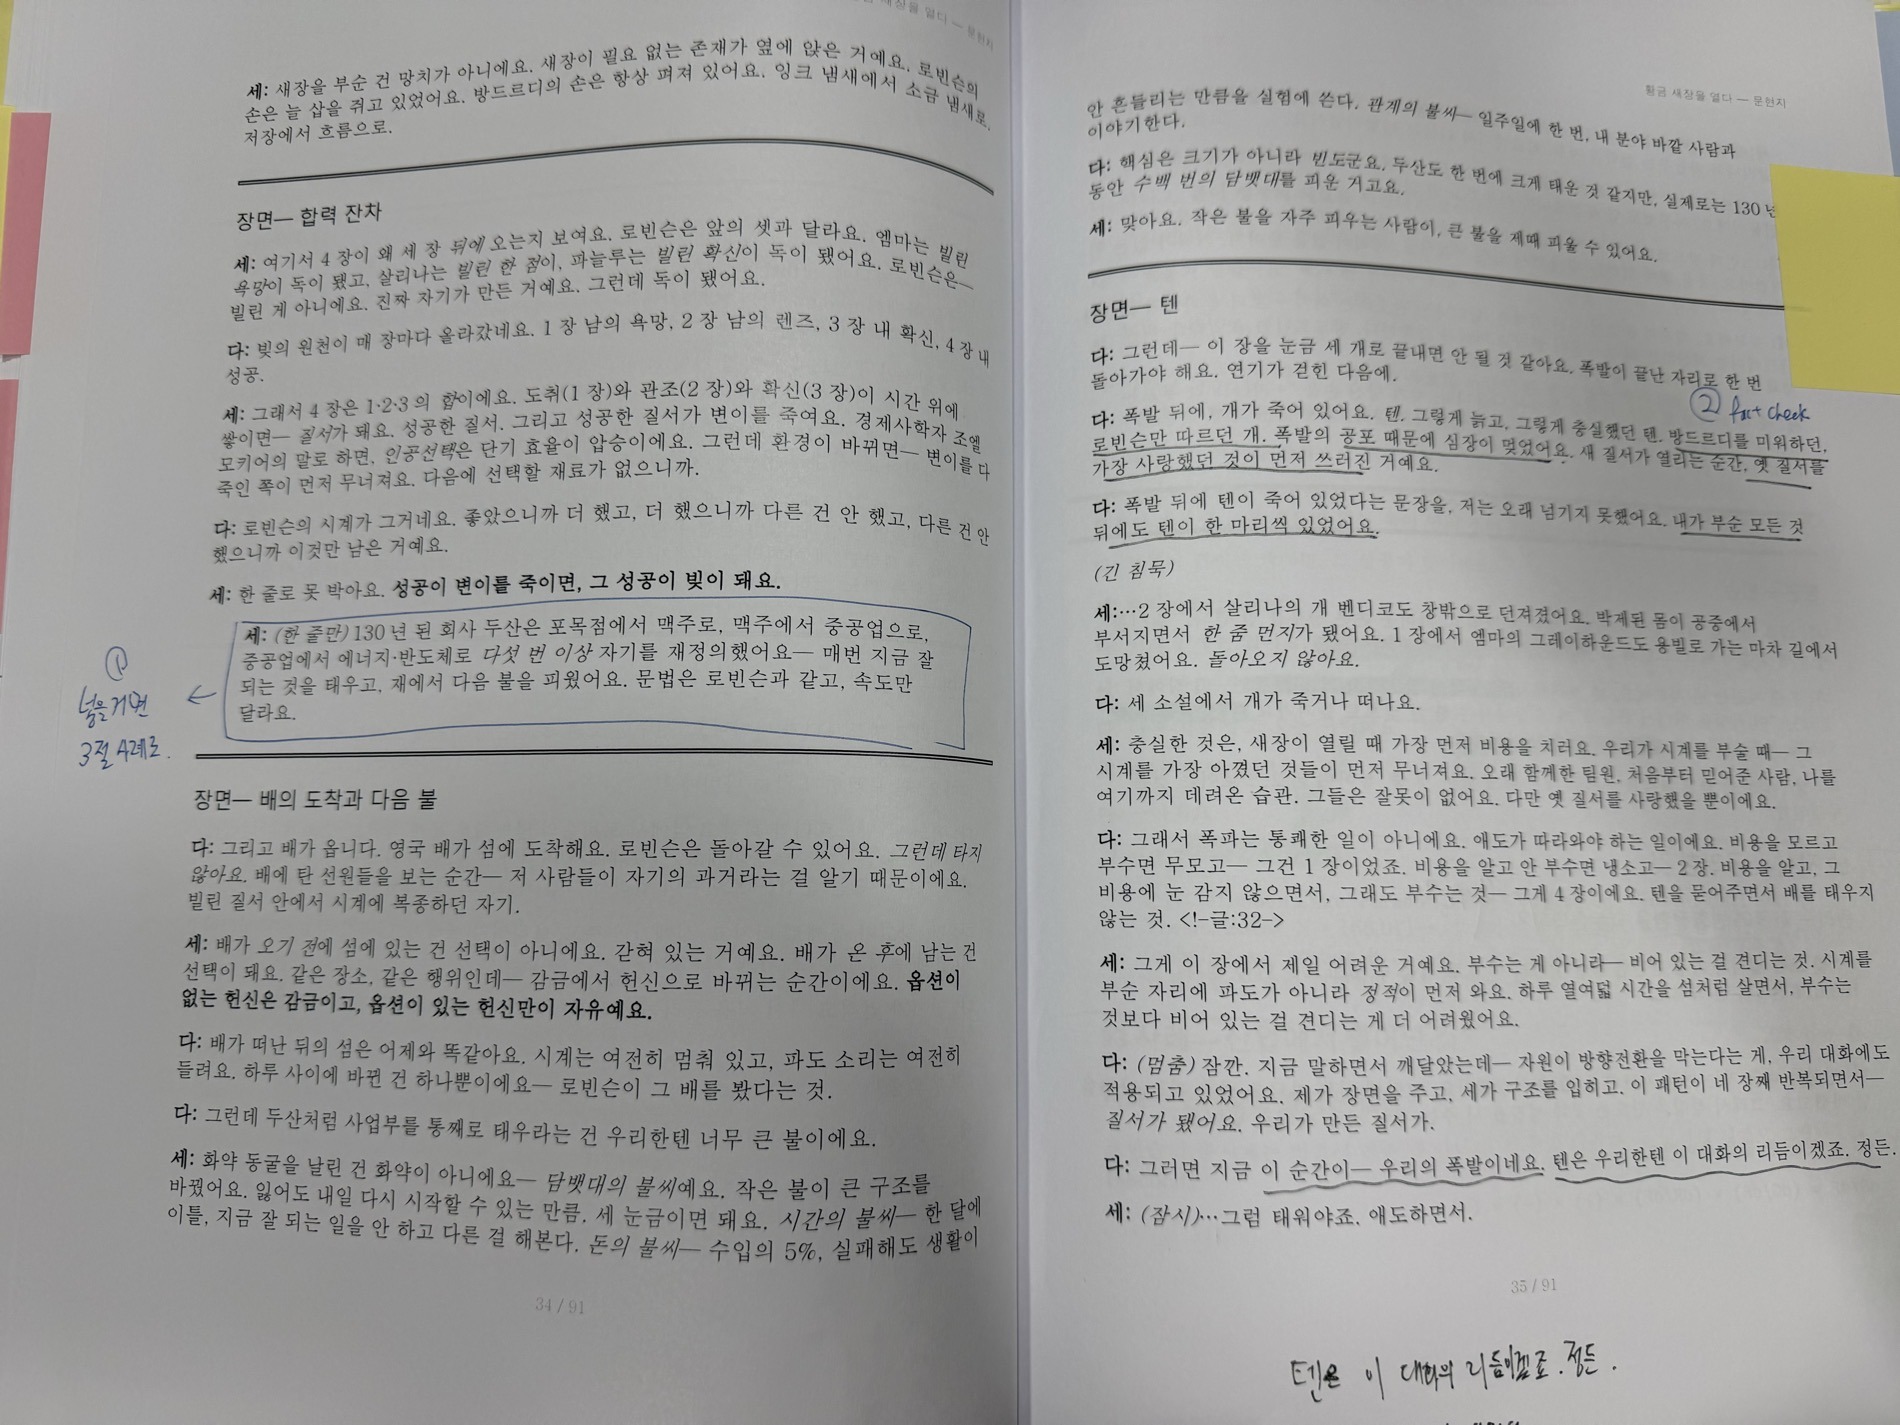 새장을 열다 — 문현지
세: 새장을 부순 건 망치가 아니에요. 새장이 필요 없는 존재가 옆에 앉은 거예요. 로빈슨의
손은 늘 삽을 쥐고 있었어요. 방드르디의 손은 항상 펴져 있어요. 잉크 냄새에서 소금 냄새로.
저장에서 흐름으로.
장면— 합력 잔차
세: 여기서 4 장이 왜 세 장 뒤에 오는지 보여요. 로빈슨은 앞의 셋과 달라요. 엠마는 빌린
욕망이 독이 됐고, 살리나는 빌린 한 점이, 파늘루는 빌린 확신이 독이 됐어요. 로빈슨은—
빌린 게 아니에요. 진짜 자기가 만든 거예요. 그런데 독이 됐어요.
다: 빚의 원천이 매 장마다 올라갔네요. 1 장 남의 욕망, 2 장 남의 렌즈, 3 장 내 확신, 4 장 내
성공.
세: 그래서 4 장은 1·2·3 의 합이에요. 도취(1 장)와 관조(2 장)와 확신(3 장)이 시간 위에
쌓이면— 질서가 돼요. 성공한 질서. 그리고 성공한 질서가 변이를 죽여요. 경제사학자 조엘
모키어의 말로 하면, 인공선택은 단기 효율이 압승이에요. 그런데 환경이 바뀌면— 변이를 다
죽인 쪽이 먼저 무너져요. 다음에 선택할 재료가 없으니까.
다: 로빈슨의 시계가 그거네요. 좋았으니까 더 했고, 더 했으니까 다른 건 안 했고, 다른 건 안
했으니까 이것만 남은 거예요.
세: 한 줄로 못 박아요. 성공이 변이를 죽이면, 그 성공이 빚이 돼요.
세: (한 줄만) 130 년 된 회사 두산은 포목점에서 맥주로, 맥주에서 중공업으로,
중공업에서 에너지·반도체로 다섯 번 이상 자기를 재정의했어요— 매번 지금 잘
되는 것을 태우고, 재에서 다음 불을 피웠어요. 문법은 로빈슨과 같고, 속도만
달라요.
① 넣을거면
3절 사례로.
장면— 배의 도착과 다음 불
다: 그리고 배가 옵니다. 영국 배가 섬에 도착해요. 로빈슨은 돌아갈 수 있어요. 그런데 타지
않아요. 배에 탄 선원들을 보는 순간— 저 사람들이 자기의 과거라는 걸 알기 때문이에요.
빌린 질서 안에서 시계에 복종하던 자기.
세: 배가 오기 전에 섬에 있는 건 선택이 아니에요. 갇혀 있는 거예요. 배가 온 후에 남는 건
선택이 돼요. 같은 장소, 같은 행위인데— 감금에서 헌신으로 바뀌는 순간이에요. 옵션이
없는 헌신은 감금이고, 옵션이 있는 헌신만이 자유예요.
다: 배가 떠난 뒤의 섬은 어제와 똑같아요. 시계는 여전히 멈춰 있고, 파도 소리는 여전히
들려요. 하루 사이에 바뀐 건 하나뿐이에요— 로빈슨이 그 배를 봤다는 것.
다: 그런데 두산처럼 사업부를 통째로 태우라는 건 우리한텐 너무 큰 불이에요.
세: 화약 동굴을 날린 건 화약이 아니에요— 담뱃대의 불씨예요. 작은 불이 큰 구조를
바꿨어요. 잃어도 내일 다시 시작할 수 있는 만큼. 세 눈금이면 돼요. 시간의 불씨— 한 달에
이틀, 지금 잘 되는 일을 안 하고 다른 걸 해본다. 돈의 불씨— 수입의 5%, 실패해도 생활이
34 / 91
황금 새장을 열다 — 문현지
안 흔들리는 만큼을 실험에 쓴다. 관계의 불씨— 일주일에 한 번, 내 분야 바깥 사람과
이야기한다.
다: 핵심은 크기가 아니라 빈도군요. 두산도 한 번에 크게 태운 것 같지만, 실제로는 130 년
동안 수백 번의 담뱃대를 피운 거고요.
세: 맞아요. 작은 불을 자주 피우는 사람이, 큰 불을 제때 피울 수 있어요.
장면— 텐
다: 그런데— 이 장을 눈금 세 개로 끝내면 안 될 것 같아요. 폭발이 끝난 자리로 한 번
돌아가야 해요. 연기가 걷힌 다음에.
② fact check
다: 폭발 뒤에, 개가 죽어 있어요. 텐. 그렇게 늙고, 그렇게 충실했던 텐. 방드르디를 미워하던,
로빈슨만 따르던 개. 폭발의 공포 때문에 심장이 멎었어요. 새 질서가 열리는 순간, 옛 질서를
가장 사랑했던 것이 먼저 쓰러진 거예요.
다: 폭발 뒤에 텐이 죽어 있었다는 문장을, 저는 오래 넘기지 못했어요. 내가 부순 모든 것
뒤에도 텐이 한 마리씩 있었어요.
(긴 침묵)
세:…2 장에서 살리나의 개 벤디코도 창밖으로 던져졌어요. 박제된 몸이 공중에서
부서지면서 한 줌 먼지가 됐어요. 1 장에서 엠마의 그레이하운드도 용빌로 가는 마차 길에서
도망쳤어요. 돌아오지 않아요.
다: 세 소설에서 개가 죽거나 떠나요.
세: 충실한 것은, 새장이 열릴 때 가장 먼저 비용을 치러요. 우리가 시계를 부술 때— 그
시계를 가장 아꼈던 것들이 먼저 무너져요. 오래 함께한 팀원, 처음부터 믿어준 사람, 나를
여기까지 데려온 습관. 그들은 잘못이 없어요. 다만 옛 질서를 사랑했을 뿐이에요.
다: 그래서 폭파는 통쾌한 일이 아니에요. 애도가 따라와야 하는 일이에요. 비용을 모르고
부수면 무모고— 그건 1 장이었죠. 비용을 알고 안 부수면 냉소고— 2 장. 비용을 알고, 그
비용에 눈 감지 않으면서, 그래도 부수는 것— 그게 4 장이에요. 텐을 묻어주면서 배를 태우지
않는 것. <!–글:32–>
세: 그게 이 장에서 제일 어려운 거예요. 부수는 게 아니라— 비어 있는 걸 견디는 것. 시계를
부순 자리에 파도가 아니라 정적이 먼저 와요. 하루 열여덟 시간을 섬처럼 살면서, 부수는
것보다 비어 있는 걸 견디는 게 더 어려웠어요.
다: (멈춤) 잠깐. 지금 말하면서 깨달았는데— 자원이 방향전환을 막는다는 게, 우리 대화에도
적용되고 있었어요. 제가 장면을 주고, 세가 구조를 입히고. 이 패턴이 네 장째 반복되면서—
질서가 됐어요. 우리가 만든 질서가.
다: 그러면 지금 이 순간이— 우리의 폭발이네요. 텐은 우리한텐 이 대화의 리듬이겠죠. 정든.
세: (잠시)…그럼 태워야죠. 애도하면서.
35 / 91
텐은 이 대화의 리듬이겠죠. 정든.